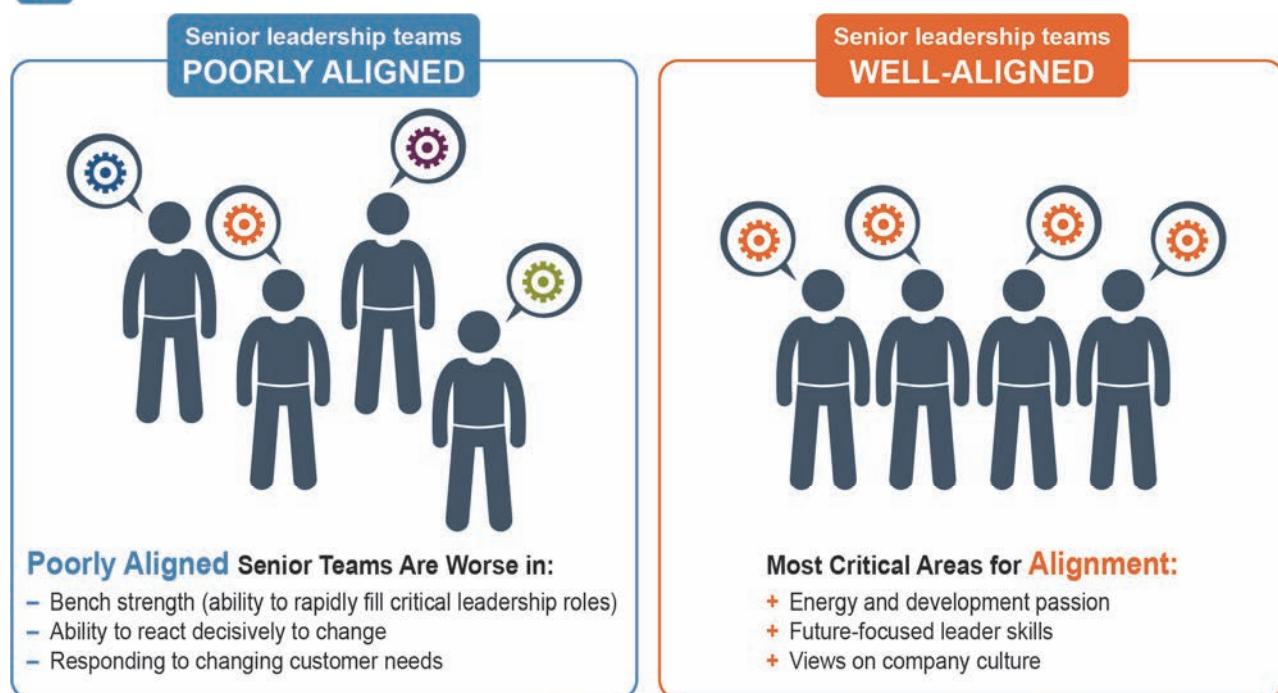 Senior leadership teams
POORLY ALIGNED
Poorly Aligned Senior Teams Are Worse in:
– Bench strength (ability to rapidly fill critical leadership roles)
– Ability to react decisively to change
– Responding to changing customer needs
Senior leadership teams
WELL-ALIGNED
Most Critical Areas for Alignment:
+ Energy and development passion
+ Future-focused leader skills
+ Views on company culture